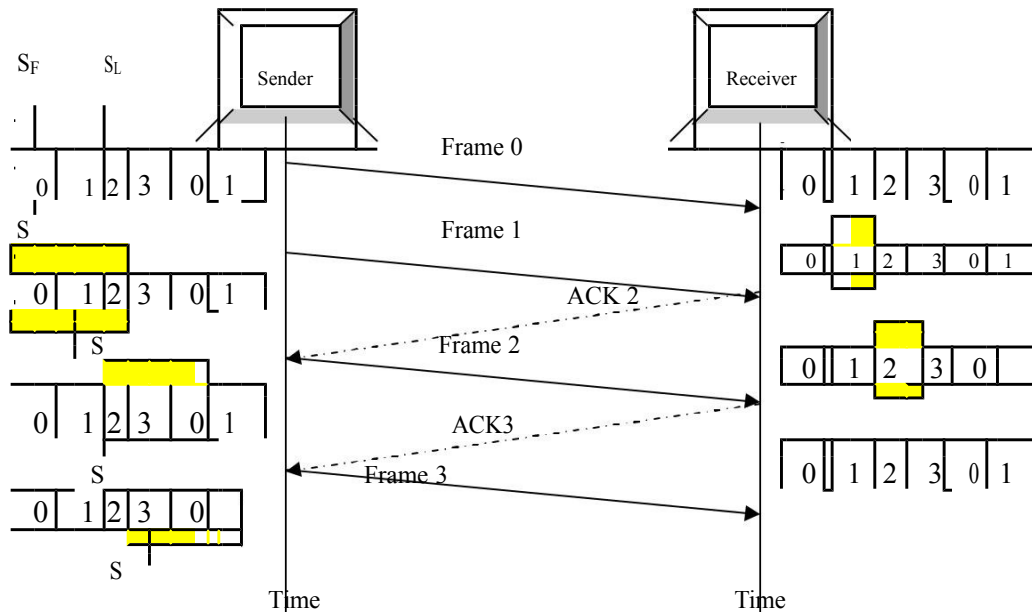 S_F S_L
Sender
Receiver
Frame 0
0 1 2 3 0 1
0 1 2 3 0 1
S
Frame 1
0 1 2 3 0 1
0 1 2 3 0 1
ACK 2
S
Frame 2
0 1 2 3 0
0 1 2 3 0 1
ACK3
S
Frame 3
0 1 2 3 0 1
0 1 2 3 0
S
Time
Time